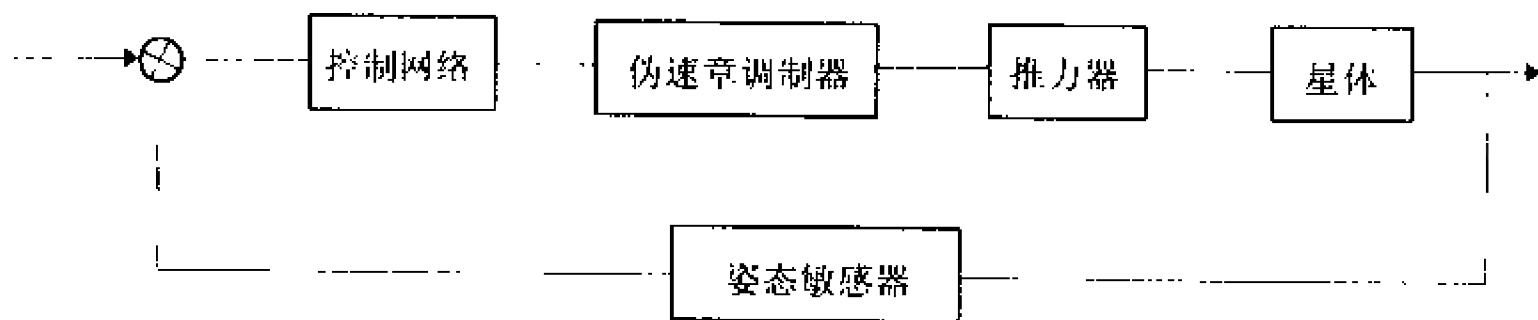 控制网络
伪速章调制器
推力器
星体
姿态敏感器